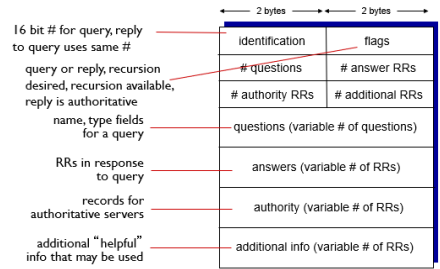 2 bytes 2 bytes
16 bit # for query, reply
to query uses same #
identification flags
query or reply, recursion
desired, recursion available,
reply is authoritative
# questions # answer RRs
# authority RRs # additional RRs
name, type fields
for a query
questions (variable # of questions)
RRs in response
to query
answers (variable # of RRs)
records for
authoritative servers
authority (variable # of RRs)
additional “helpful”
info that may be used
additional info (variable # of RRs)